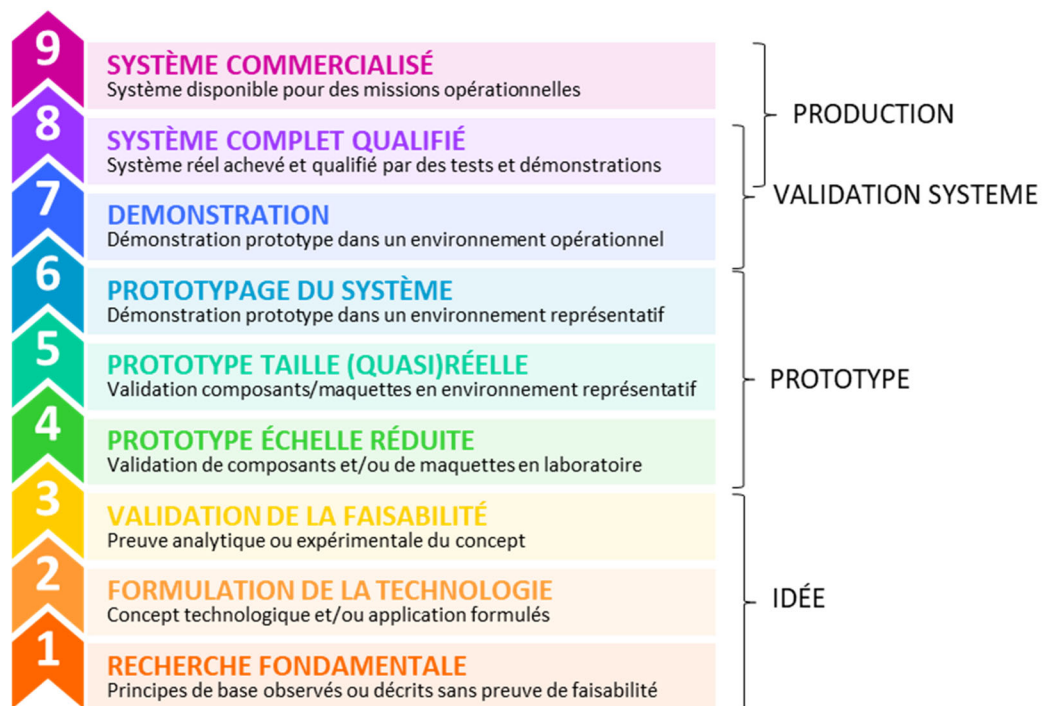 9
SYSTÈME COMMERCIALISÉ
Système disponible pour des missions opérationnelles
PRODUCTION
8
SYSTÈME COMPLET QUALIFIÉ
Système réel achevé et qualifié par des tests et démonstrations
VALIDATION SYSTEME
7
DEMONSTRATION
Démonstration prototype dans un environnement opérationnel
6
PROTOTYPAGE DU SYSTÈME
Démonstration prototype dans un environnement représentatif
5
PROTOTYPE TAILLE (QUASI)RÉELLE
Validation composants/maquettes en environnement représentatif
PROTOTYPE
4
PROTOTYPE ÉCHELLE RÉDUITE
Validation de composants et/ou de maquettes en laboratoire
3
VALIDATION DE LA FAISABILITÉ
Preuve analytique ou expérimentale du concept
2
FORMULATION DE LA TECHNOLOGIE
Concept technologique et/ou application formulés
IDÉE
1
RECHERCHE FONDAMENTALE
Principes de base observés ou décrits sans preuve de faisabilité